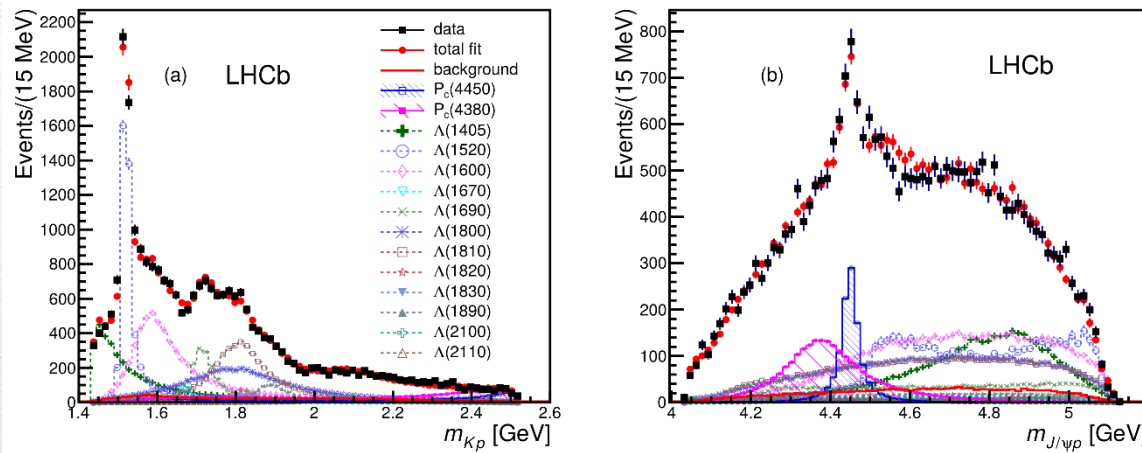 Events/(15 MeV)
2200
2000
1800
1600
1400
1200
1000
800
600
400
200
0
1.4 1.6 1.8 2 2.2 2.4 2.6
m_{Kp} [GeV]
(a) LHCb
data
total fit
background
P_c(4450)
P_c(4380)
Λ(1405)
Λ(1520)
Λ(1600)
Λ(1670)
Λ(1690)
Λ(1800)
Λ(1810)
Λ(1820)
Λ(1830)
Λ(1890)
Λ(2100)
Λ(2110)
Events/(15 MeV)
800
700
600
500
400
300
200
100
0
4 4.2 4.4 4.6 4.8 5
m_{J/ψp} [GeV]
(b) LHCb